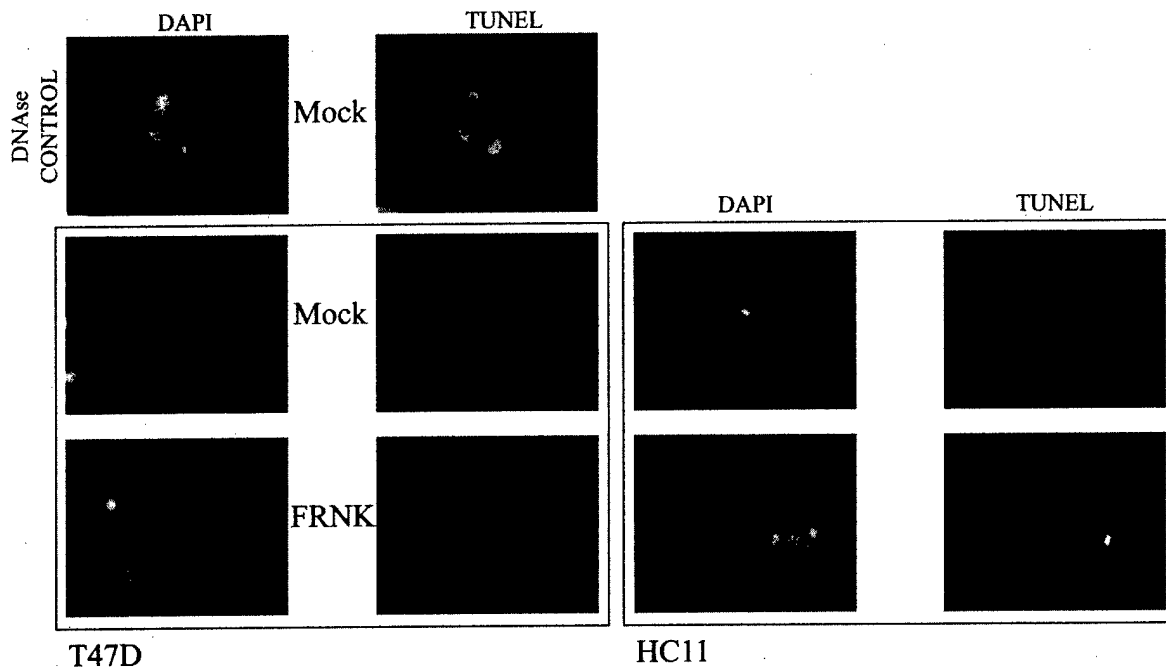 DAPI
TUNEL
DNAse
CONTROL
Mock
DAPI
TUNEL
Mock
FRNK
T47D
HC11